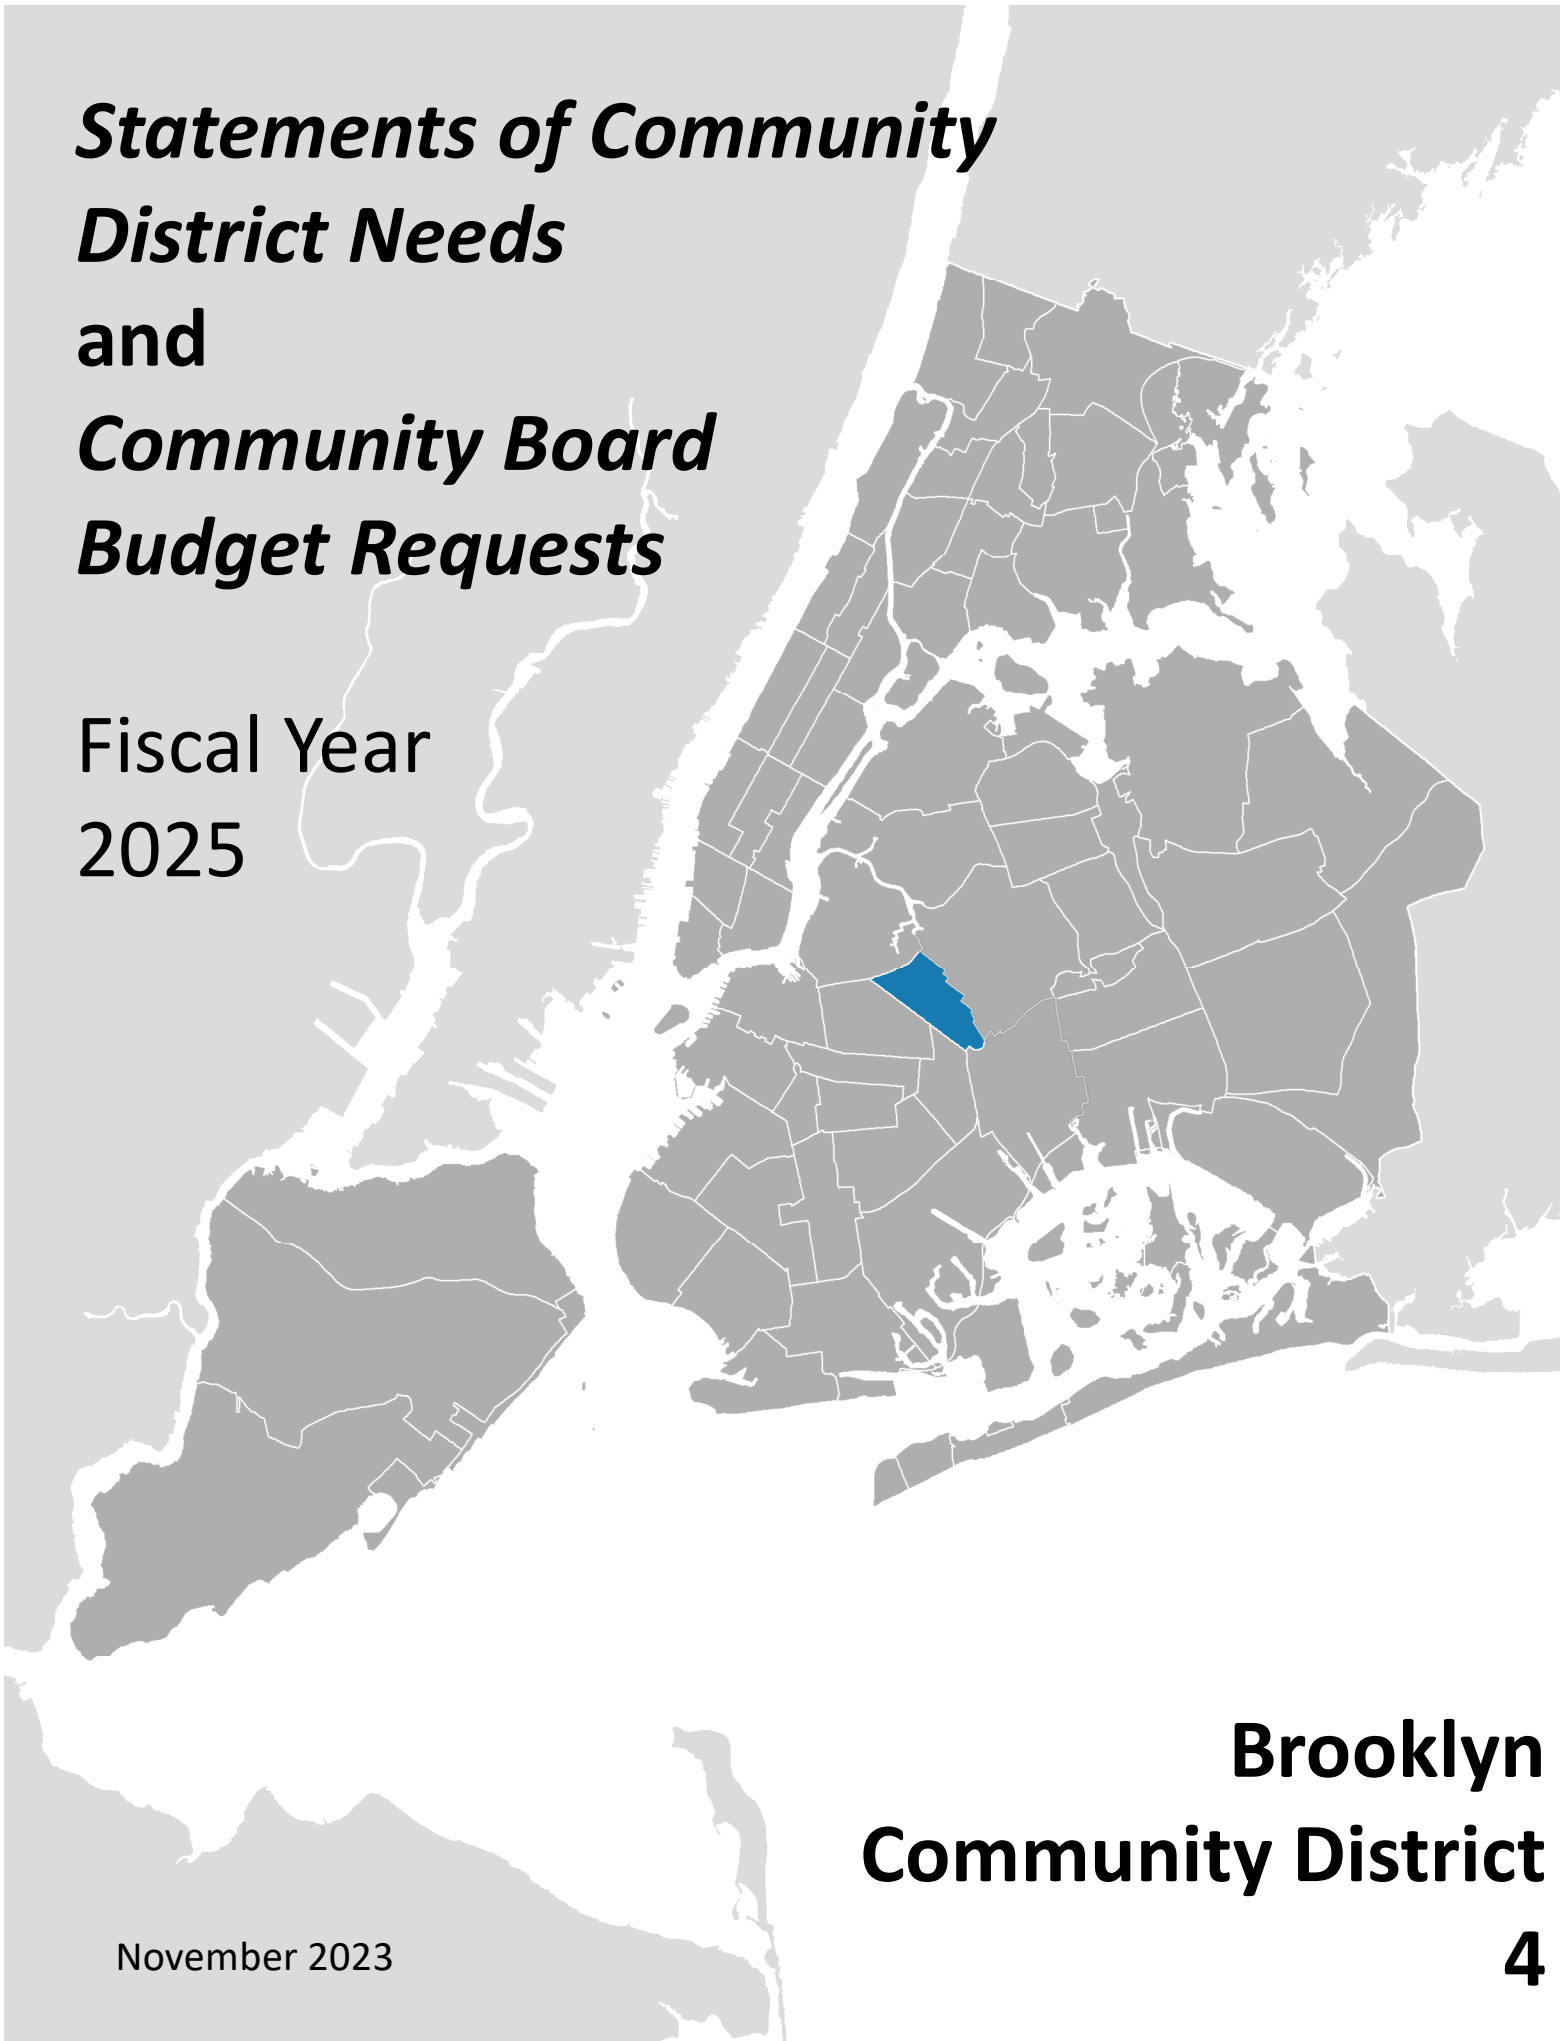 Statements of Community
District Needs
and
Community Board
Budget Requests
Fiscal Year
2025
Brooklyn
Community District
4
November 2023